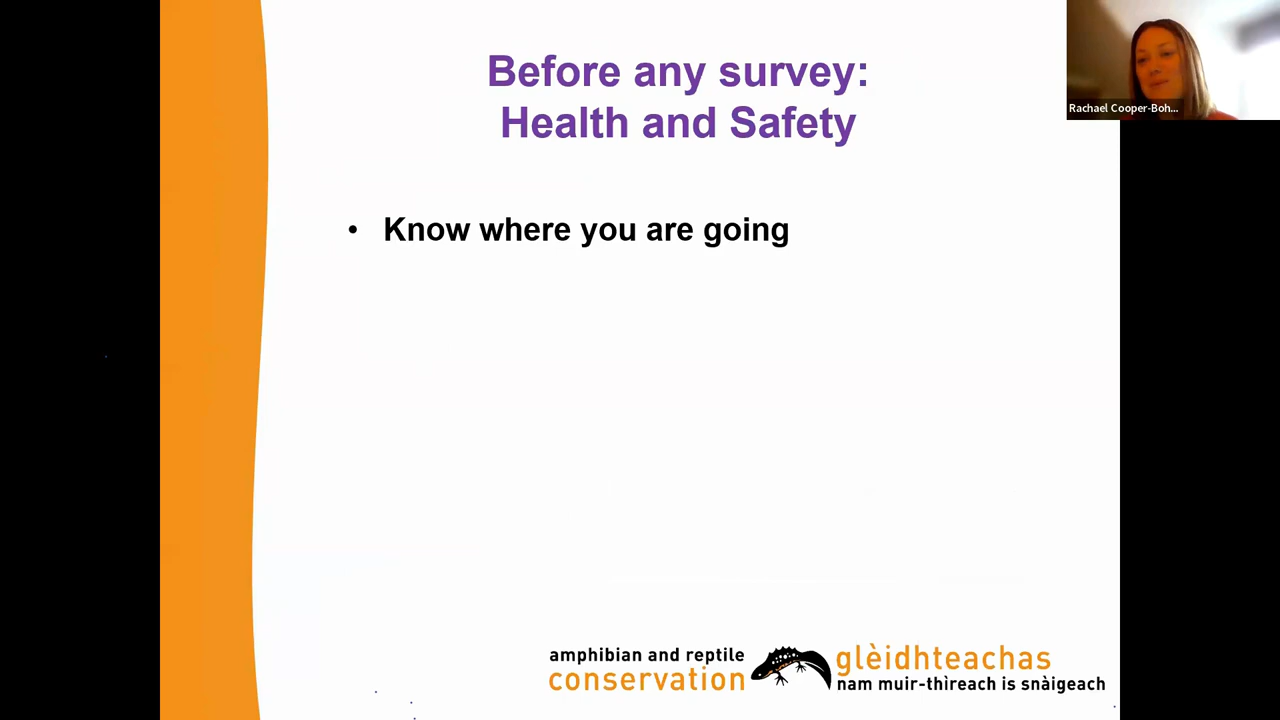 Before any survey:
Health and Safety
Rachael Cooper-Boh...
• Know where you are going
amphibian and reptile
conservation
glèidhteachas
nam muir-thìreach is snàigeach